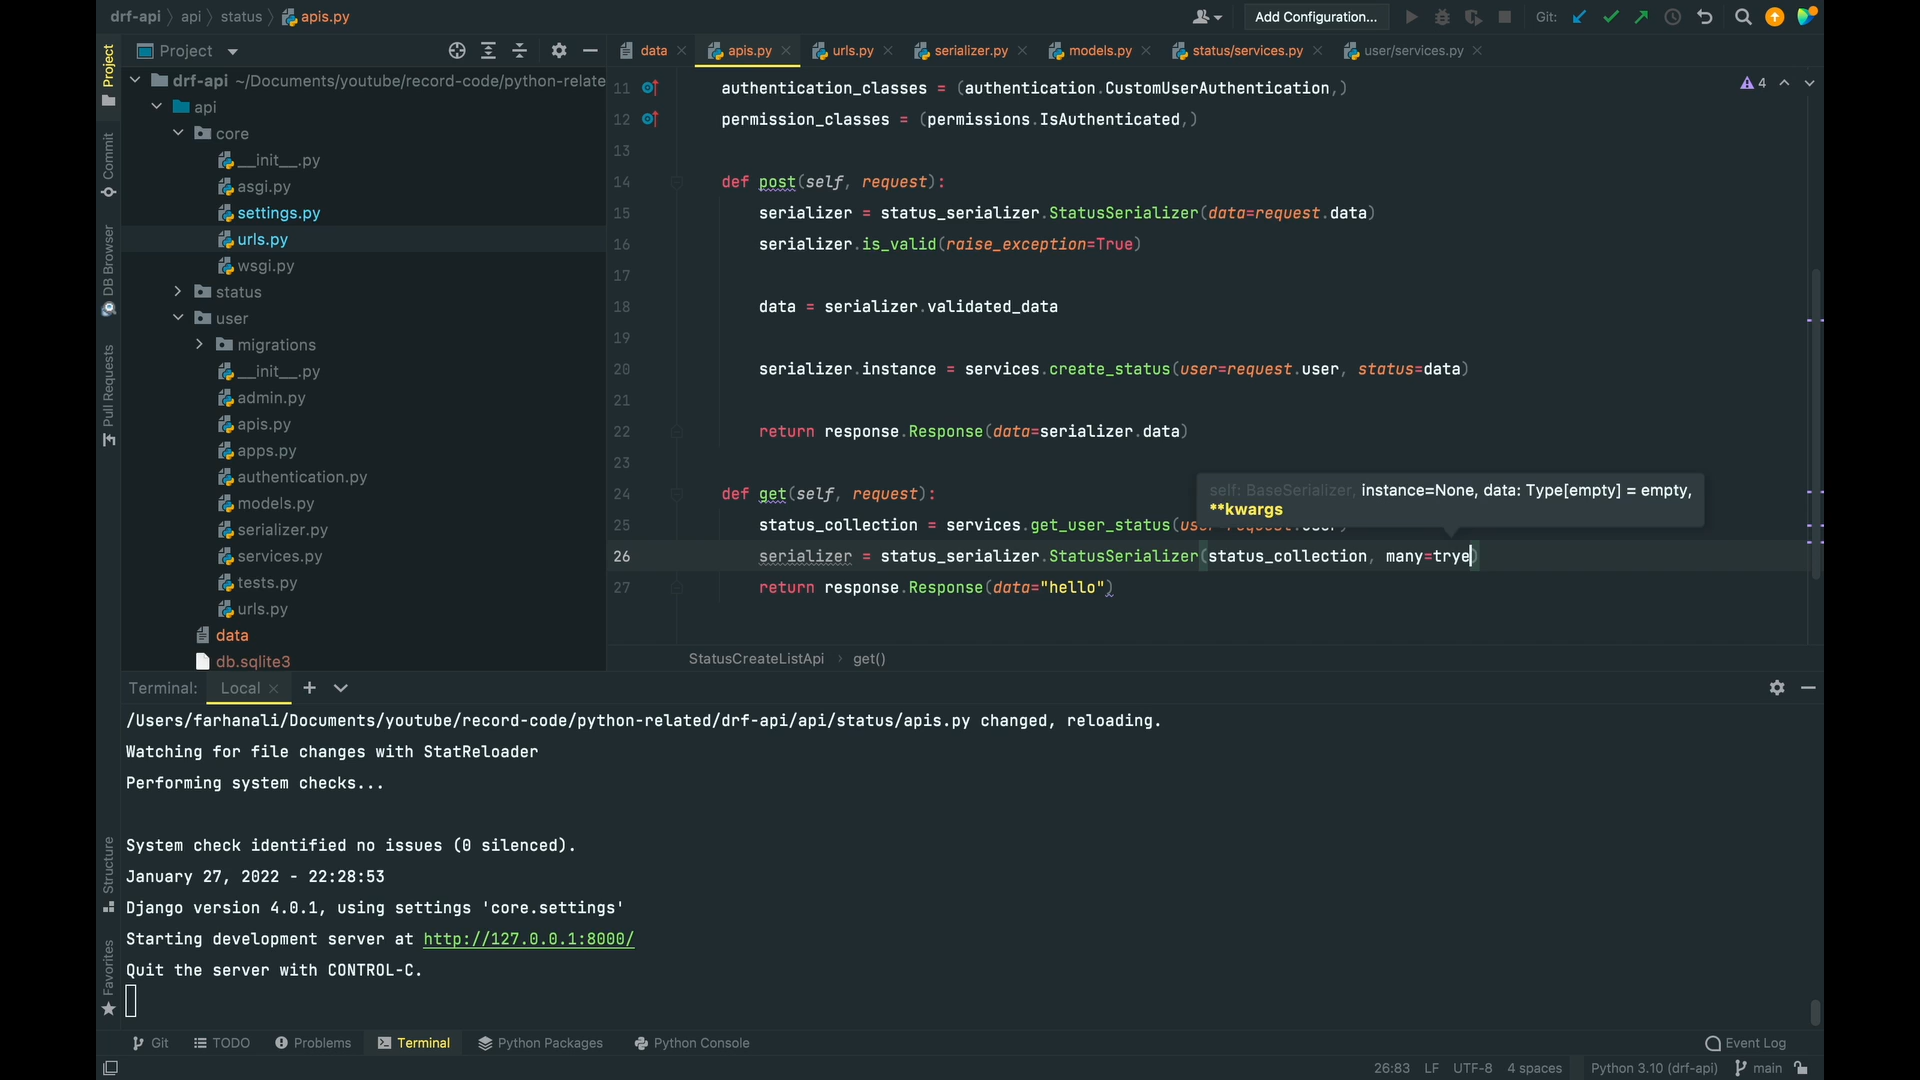 drf-api api status apis.py Add Configuration... Git:
Project data apis.py urls.py serializer.py models.py status/services.py user/services.py
drf-api ~/Documents/youtube/record-code/python-relate
api
core
__init__.py
asgi.py
settings.py
urls.py
wsgi.py
status
user
migrations
__init__.py
admin.py
apis.py
apps.py
authentication.py
models.py
serializer.py
services.py
tests.py
urls.py
data
db.sqlite3
Project
Commit
DB Browser
Pull Requests
Structure
Favorites
4
11 authentication_classes = (authentication.CustomUserAuthentication,)
12 permission_classes = (permissions.IsAuthenticated,)
13
14 def post(self, request):
15 serializer = status_serializer.StatusSerializer(data=request.data)
16 serializer.is_valid(raise_exception=True)
17
18 data = serializer.validated_data
19
20 serializer.instance = services.create_status(user=request.user, status=data)
21
22 return response.Response(data=serializer.data)
23
24 def get(self, request):
self: BaseSerializer, instance=None, data: Type[empty] = empty,
**kwargs
25 status_collection = services.get_user_status(
26 serializer = status_serializer.StatusSerializer(status_collection, many=trye)
27 return response.Response(data="hello")
StatusCreateListApi get()
Terminal: Local
/Users/farhanali/Documents/youtube/record-code/python-related/drf-api/api/status/apis.py changed, reloading.
Watching for file changes with StatReloader
Performing system checks...
System check identified no issues (0 silenced).
January 27, 2022 - 22:28:53
Django version 4.0.1, using settings 'core.settings'
Starting development server at http://127.0.0.1:8000/
Quit the server with CONTROL-C.
Git TODO Problems Terminal Python Packages Python Console Event Log
26:83 LF UTF-8 4 spaces Python 3.10 (drf-api) main